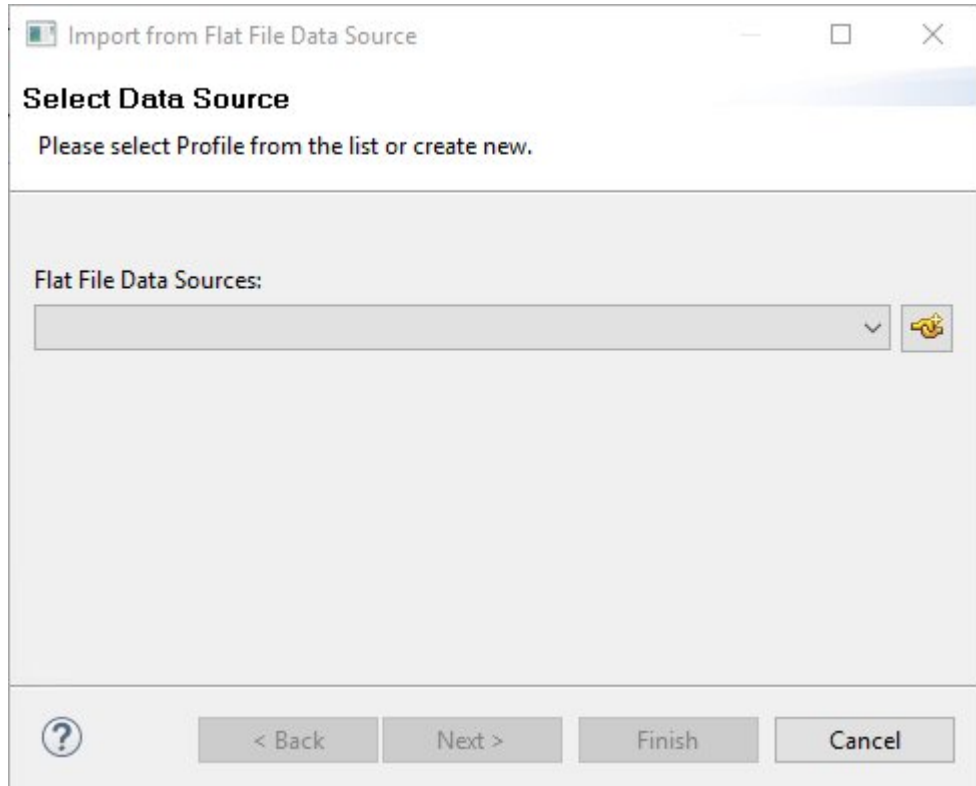 Import from Flat File Data Source
Select Data Source
Please select Profile from the list or create new.
Flat File Data Sources:
?
< Back
Next >
Finish
Cancel